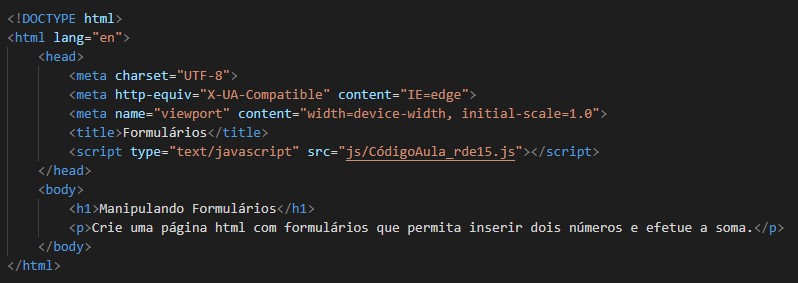 <!DOCTYPE html>
<html lang="en">
<head>
<meta charset="UTF-8">
<meta http-equiv="X-UA-Compatible" content="IE=edge">
<meta name="viewport" content="width=device-width, initial-scale=1.0">
<title>Formulários</title>
<script type="text/javascript" src="js/CódigoAula_rde15.js"></script>
</head>
<body>
<h1>Manipulando Formulários</h1>
<p>Crie uma página html com formulários que permita inserir dois números e efetue a soma.</p>
</body>
</html>